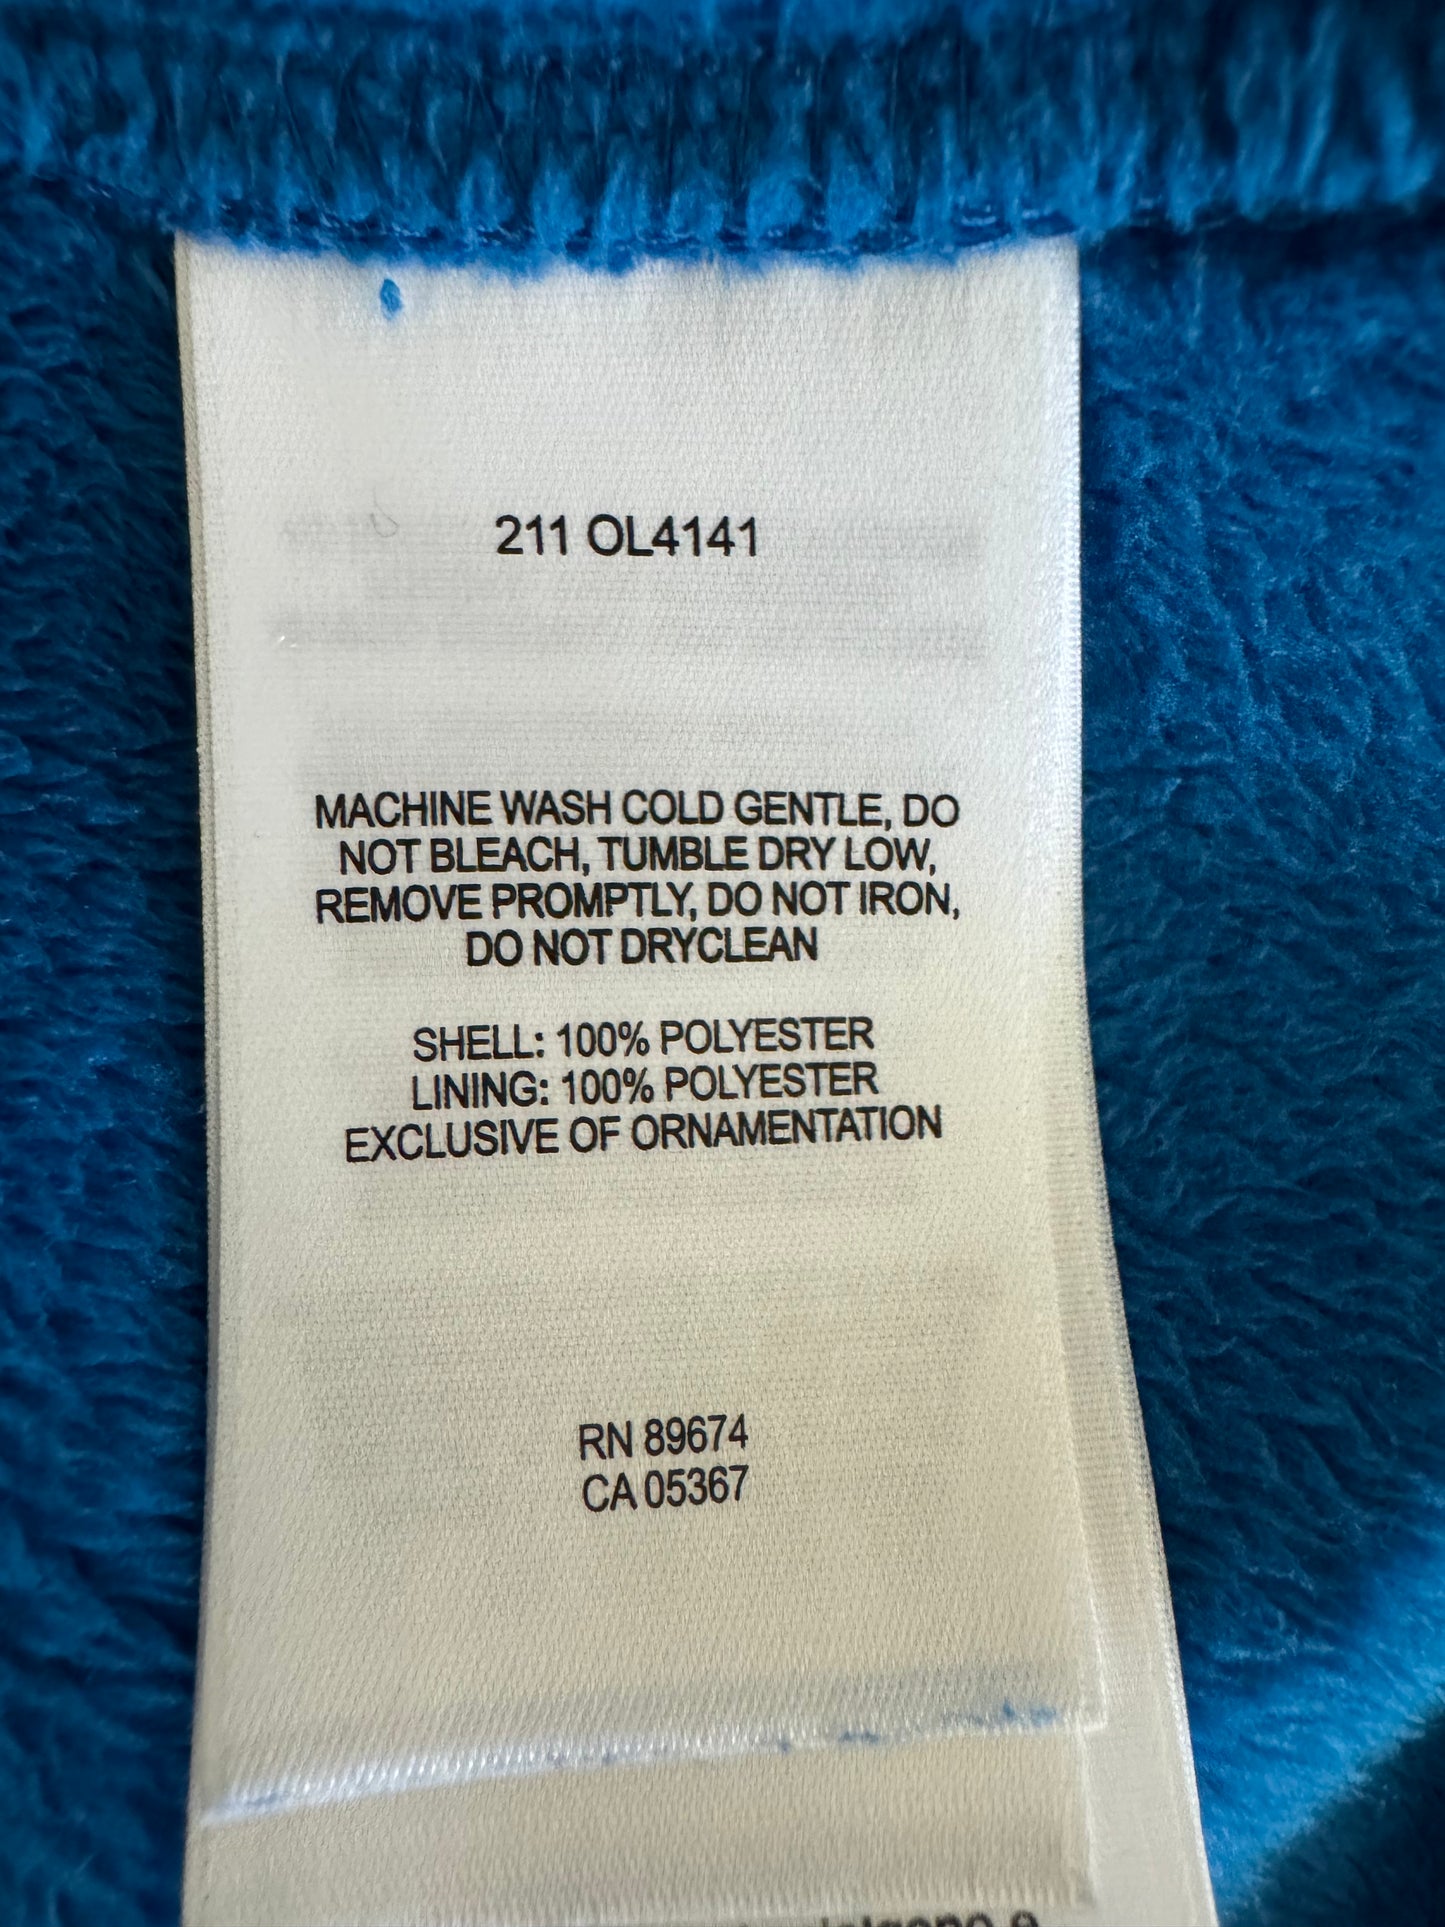 211 OL4141
MACHINE WASH COLD GENTLE, DO
NOT BLEACH, TUMBLE DRY LOW,
REMOVE PROMPTLY, DO NOT IRON,
DO NOT DRYCLEAN
SHELL: 100% POLYESTER
LINING: 100% POLYESTER
EXCLUSIVE OF ORNAMENTATION
RN 89674
CA 05367